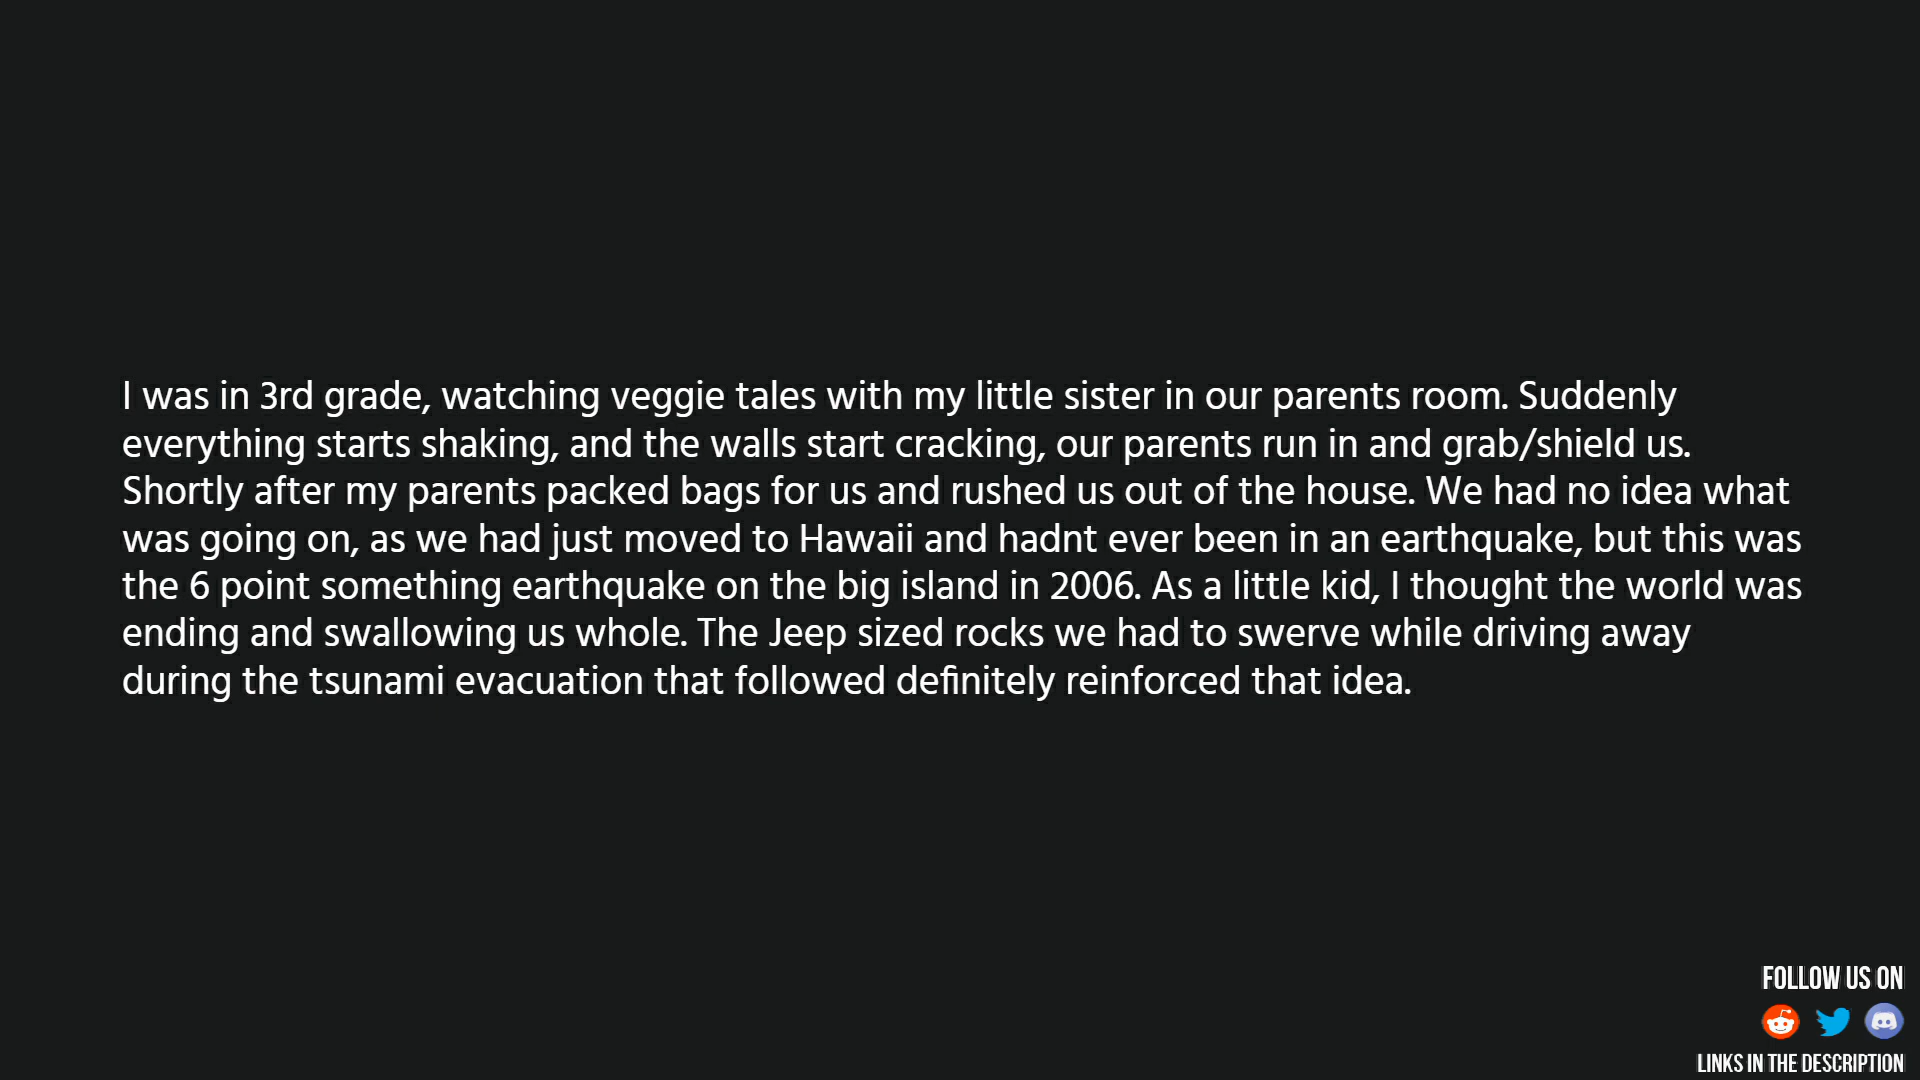 I was in 3rd grade, watching veggie tales with my little sister in our parents room. Suddenly
everything starts shaking, and the walls start cracking, our parents run in and grab/shield us.
Shortly after my parents packed bags for us and rushed us out of the house. We had no idea what
was going on, as we had just moved to Hawaii and hadnt ever been in an earthquake, but this was
the 6 point something earthquake on the big island in 2006. As a little kid, I thought the world was
ending and swallowing us whole. The Jeep sized rocks we had to swerve while driving away
during the tsunami evacuation that followed definitely reinforced that idea.
FOLLOW US ON
LINKS IN THE DESCRIPTION